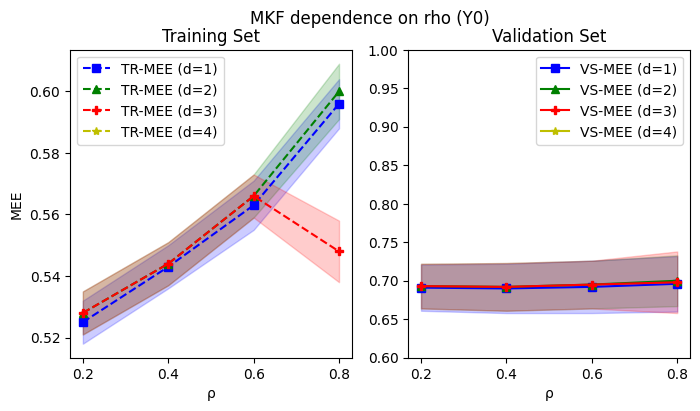 MKF dependence on rho (Y0)
Training Set
TR-MEE (d=1)
TR-MEE (d=2)
TR-MEE (d=3)
TR-MEE (d=4)
MEE
0.60
0.58
0.56
0.54
0.52
0.2
0.4
0.6
0.8
ρ
Validation Set
VS-MEE (d=1)
VS-MEE (d=2)
VS-MEE (d=3)
VS-MEE (d=4)
1.00
0.95
0.90
0.85
0.80
0.75
0.70
0.65
0.60
0.2
0.4
0.6
0.8
ρ